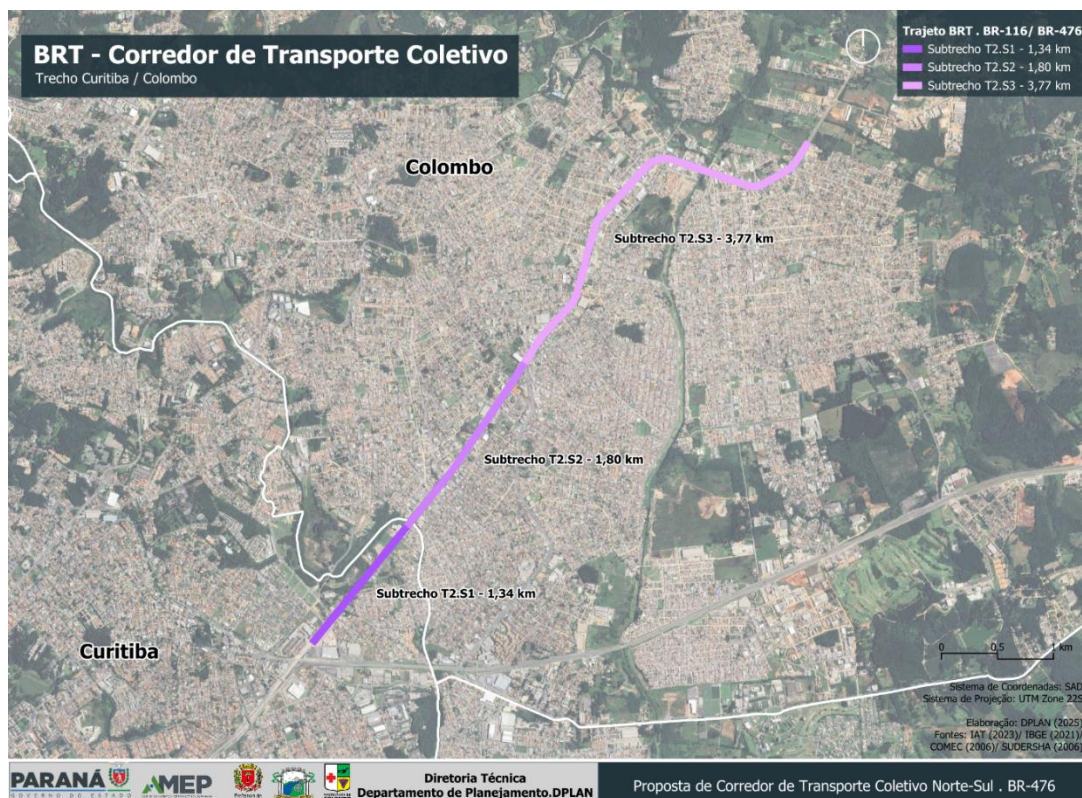 BRT - Corredor de Transporte Coletivo
Trecho Curitiba / Colombo
Trajeto BRT . BR-116/ BR-476
Subtrecho T2.S1 - 1,34 km
Subtrecho T2.S2 - 1,80 km
Subtrecho T2.S3 - 3,77 km
Colombo
Subtrecho T2.S3 - 3,77 km
Subtrecho T2.S2 - 1,80 km
Subtrecho T2.S1 - 1,34 km
Curitiba
0 0,5 1 km
Sistema de Coordenadas: SAD
Sistema de Projeção: UTM Zone 22S
Elaboração: DPLAN (2025)
Fontes: IAT (2023)/ IBGE (2021)/
COMEC (2006)/ SUDERSHA (2006)
PARANÁ
GOVERNO DO ESTADO
AMEP
Diretoria Técnica
Departamento de Planejamento.DPLAN
Proposta de Corredor de Transporte Coletivo Norte-Sul . BR-476